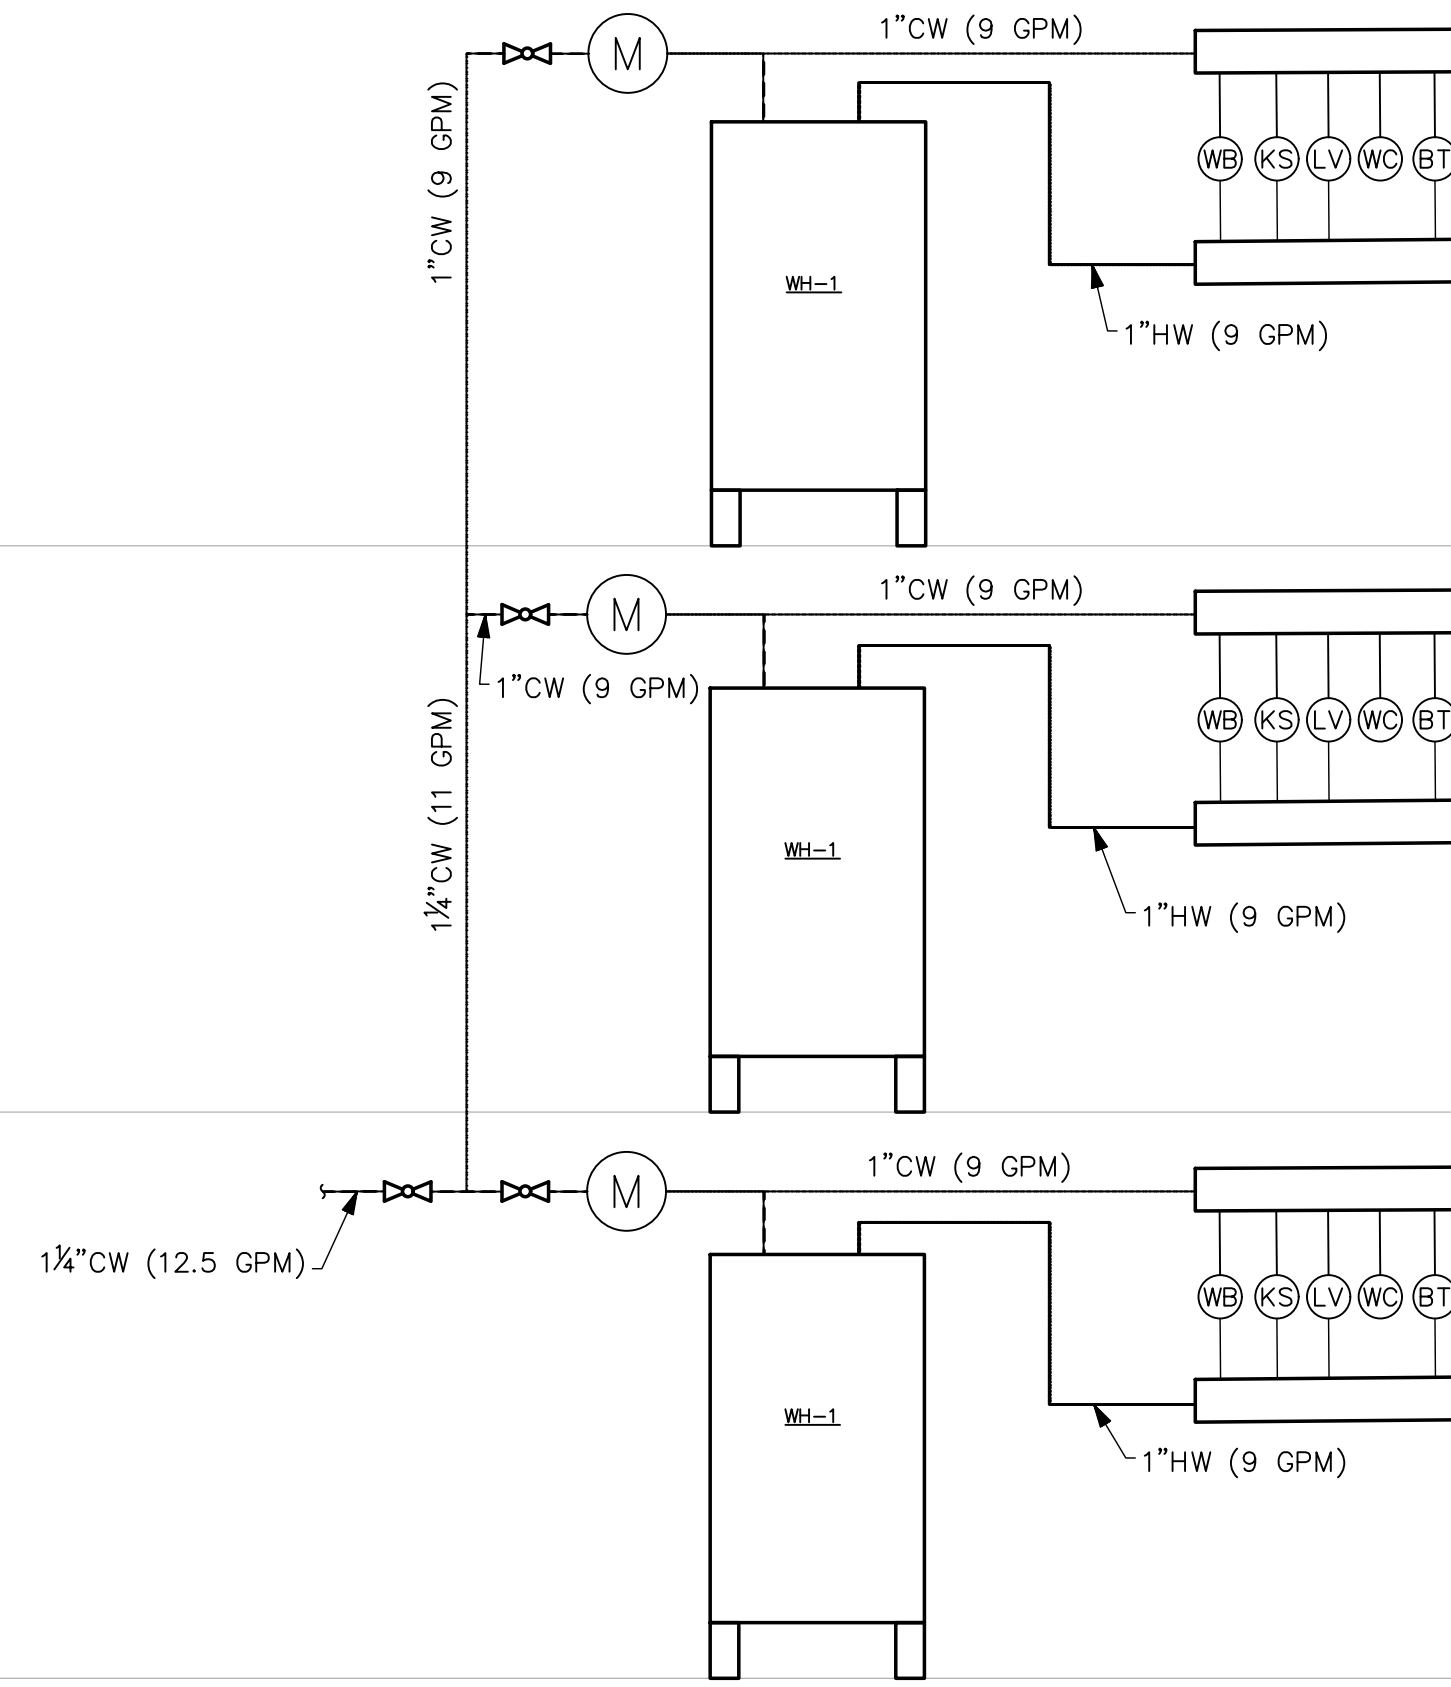 1”CW (9 GPM)
M
1”CW (9 GPM)
WB KS LV WC BT
WH-1
1”HW (9 GPM)
1”CW (9 GPM)
M
1”CW (9 GPM)
1¼”CW (11 GPM)
WB KS LV WC BT
WH-1
1”HW (9 GPM)
1”CW (9 GPM)
M
1¼”CW (12.5 GPM)
WB KS LV WC BT
WH-1
1”HW (9 GPM)